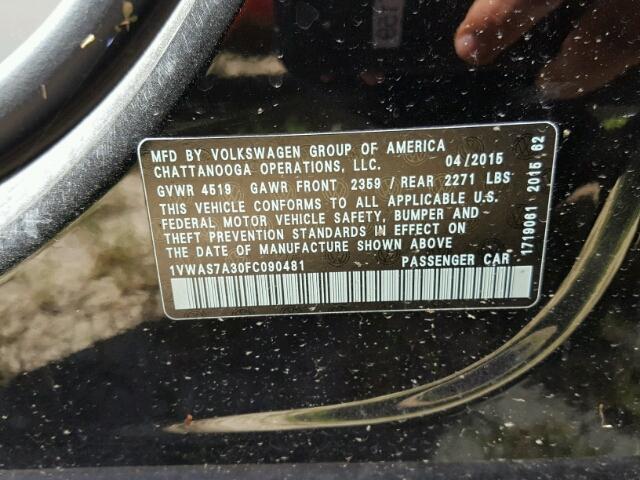 MFD BY VOLKSWAGEN GROUP OF AMERICA
CHATTANOOGA OPERATIONS, LLC. 04/2015
GVWR 4519 GAWR FRONT 2359 / REAR 2271 LBS
THIS VEHICLE CONFORMS TO ALL APPLICABLE U.S.
FEDERAL MOTOR VEHICLE SAFETY, BUMPER AND
THEFT PREVENTION STANDARDS IN EFFECT ON
THE DATE OF MANUFACTURE SHOWN ABOVE
1VWAS7A30FC090481 PASSENGER CAR
1719061 2015 62